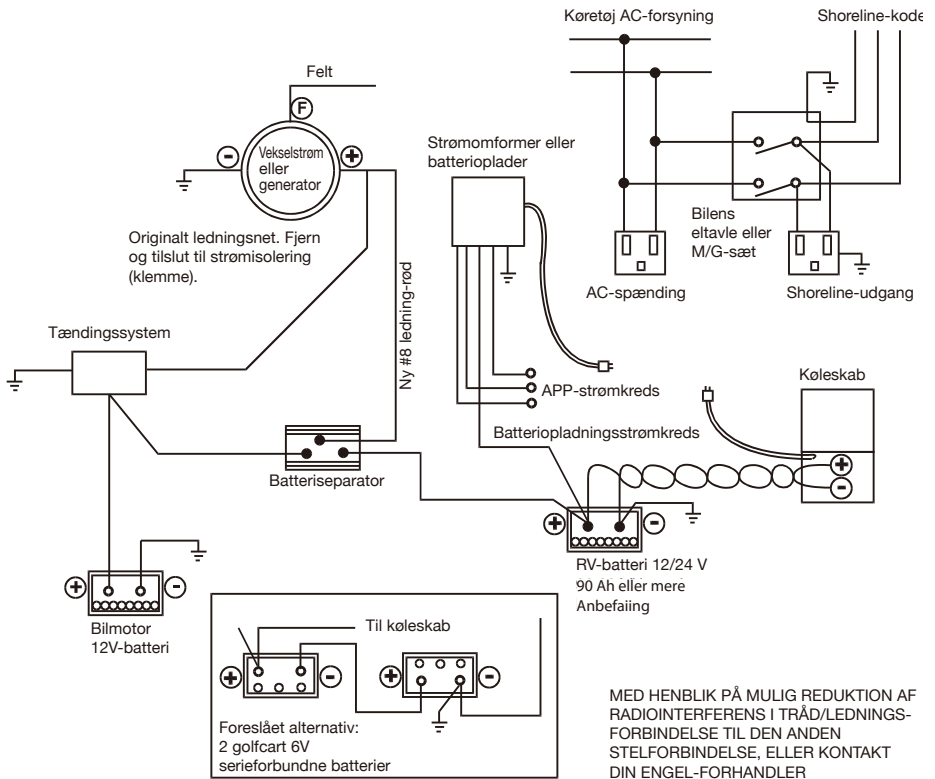 Køretøj AC-forsyning
Shoreline-kode
Felt
F
Vekselstrøm
eller
generator
Strømomformer eller
batterioplader
Originalt ledningsnet. Fjern
og tilslut til strømisolering
(klemme).
Bilens
eltavle eller
M/G-sæt
AC-spænding
Shoreline-udgang
Tændingssystem
Ny #8 ledning-rød
APP-strømkreds
Køleskab
Batteriopladningsstrømkreds
Batteriseparator
RV-batteri 12/24 V
90 Ah eller mere
Anbefaiing
Bilmotor
12V-batteri
Til køleskab
Foreslået alternativ:
2 golfcart 6V
serieforbundne batterier
MED HENBLIK PÅ MULIG REDUKTION AF
RADIOINTERFERENS I TRÅD/LEDNINGS-
FORBINDELSE TIL DEN ANDEN
STELFORBINDELSE, ELLER KONTAKT
DIN ENGEL-FORHANDLER